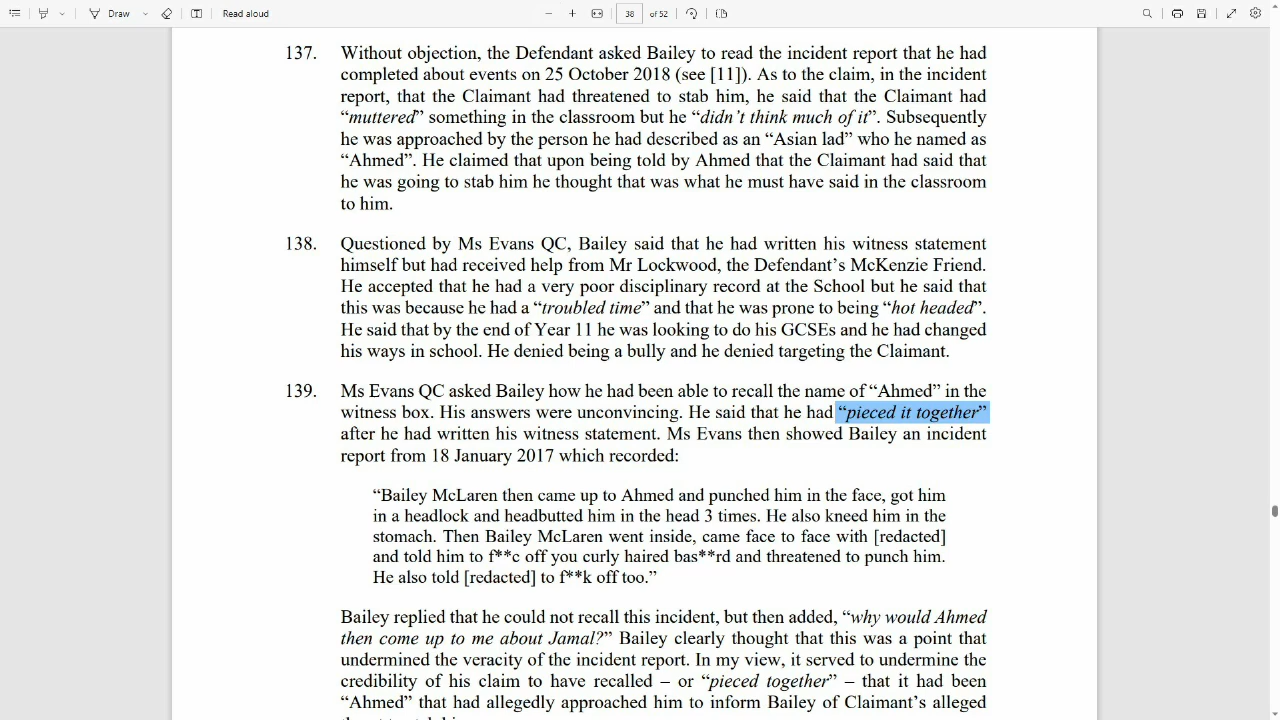 Draw
Read aloud
38
of 52
137. Without objection, the Defendant asked Bailey to read the incident report that he had
completed about events on 25 October 2018 (see [11]). As to the claim, in the incident
report, that the Claimant had threatened to stab him, he said that the Claimant had
“muttered” something in the classroom but he “didn’t think much of it”. Subsequently
he was approached by the person he had described as an “Asian lad” who he named as
“Ahmed”. He claimed that upon being told by Ahmed that the Claimant had said that
he was going to stab him he thought that was what he must have said in the classroom
to him.
138. Questioned by Ms Evans QC, Bailey said that he had written his witness statement
himself but had received help from Mr Lockwood, the Defendant’s McKenzie Friend.
He accepted that he had a very poor disciplinary record at the School but he said that
this was because he had a “troubled time” and that he was prone to being “hot headed”.
He said that by the end of Year 11 he was looking to do his GCSEs and he had changed
his ways in school. He denied being a bully and he denied targeting the Claimant.
139. Ms Evans QC asked Bailey how he had been able to recall the name of “Ahmed” in the
witness box. His answers were unconvincing. He said that he had “pieced it together”
after he had written his witness statement. Ms Evans then showed Bailey an incident
report from 18 January 2017 which recorded:
“Bailey McLaren then came up to Ahmed and punched him in the face, got him
in a headlock and headbutted him in the head 3 times. He also kneed him in the
stomach. Then Bailey McLaren went inside, came face to face with [redacted]
and told him to f**c off you curly haired bas**rd and threatened to punch him.
He also told [redacted] to f**k off too.”
Bailey replied that he could not recall this incident, but then added, “why would Ahmed
then come up to me about Jamal?” Bailey clearly thought that this was a point that
undermined the veracity of the incident report. In my view, it served to undermine the
credibility of his claim to have recalled – or “pieced together” – that it had been
“Ahmed” that had allegedly approached him to inform Bailey of Claimant’s alleged